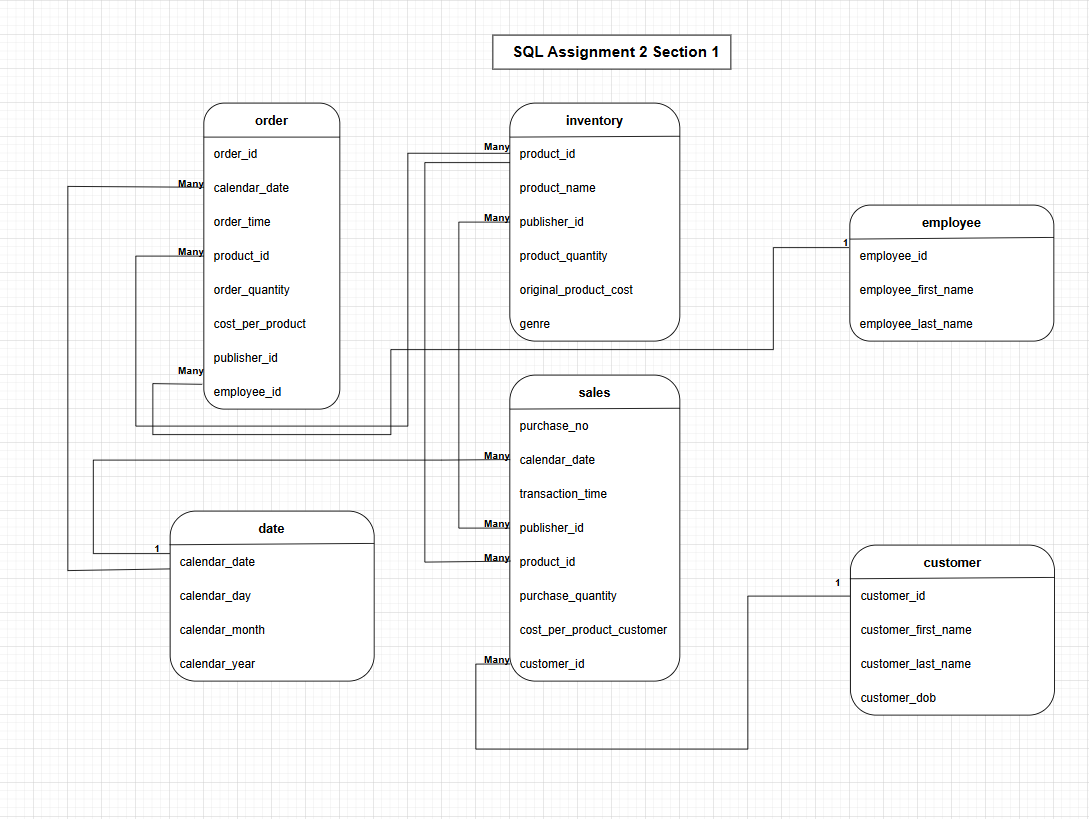 SQL Assignment 2 Section 1
order
order_id
Many
calendar_date
order_time
Many
product_id
order_quantity
cost_per_product
publisher_id
Many
employee_id
inventory
Many
product_id
product_name
Many
publisher_id
product_quantity
original_product_cost
genre
employee
1
employee_id
employee_first_name
employee_last_name
sales
purchase_no
Many
calendar_date
transaction_time
Many
publisher_id
Many
product_id
purchase_quantity
cost_per_product_customer
Many
customer_id
date
1
calendar_date
calendar_day
calendar_month
calendar_year
customer
1
customer_id
customer_first_name
customer_last_name
customer_dob